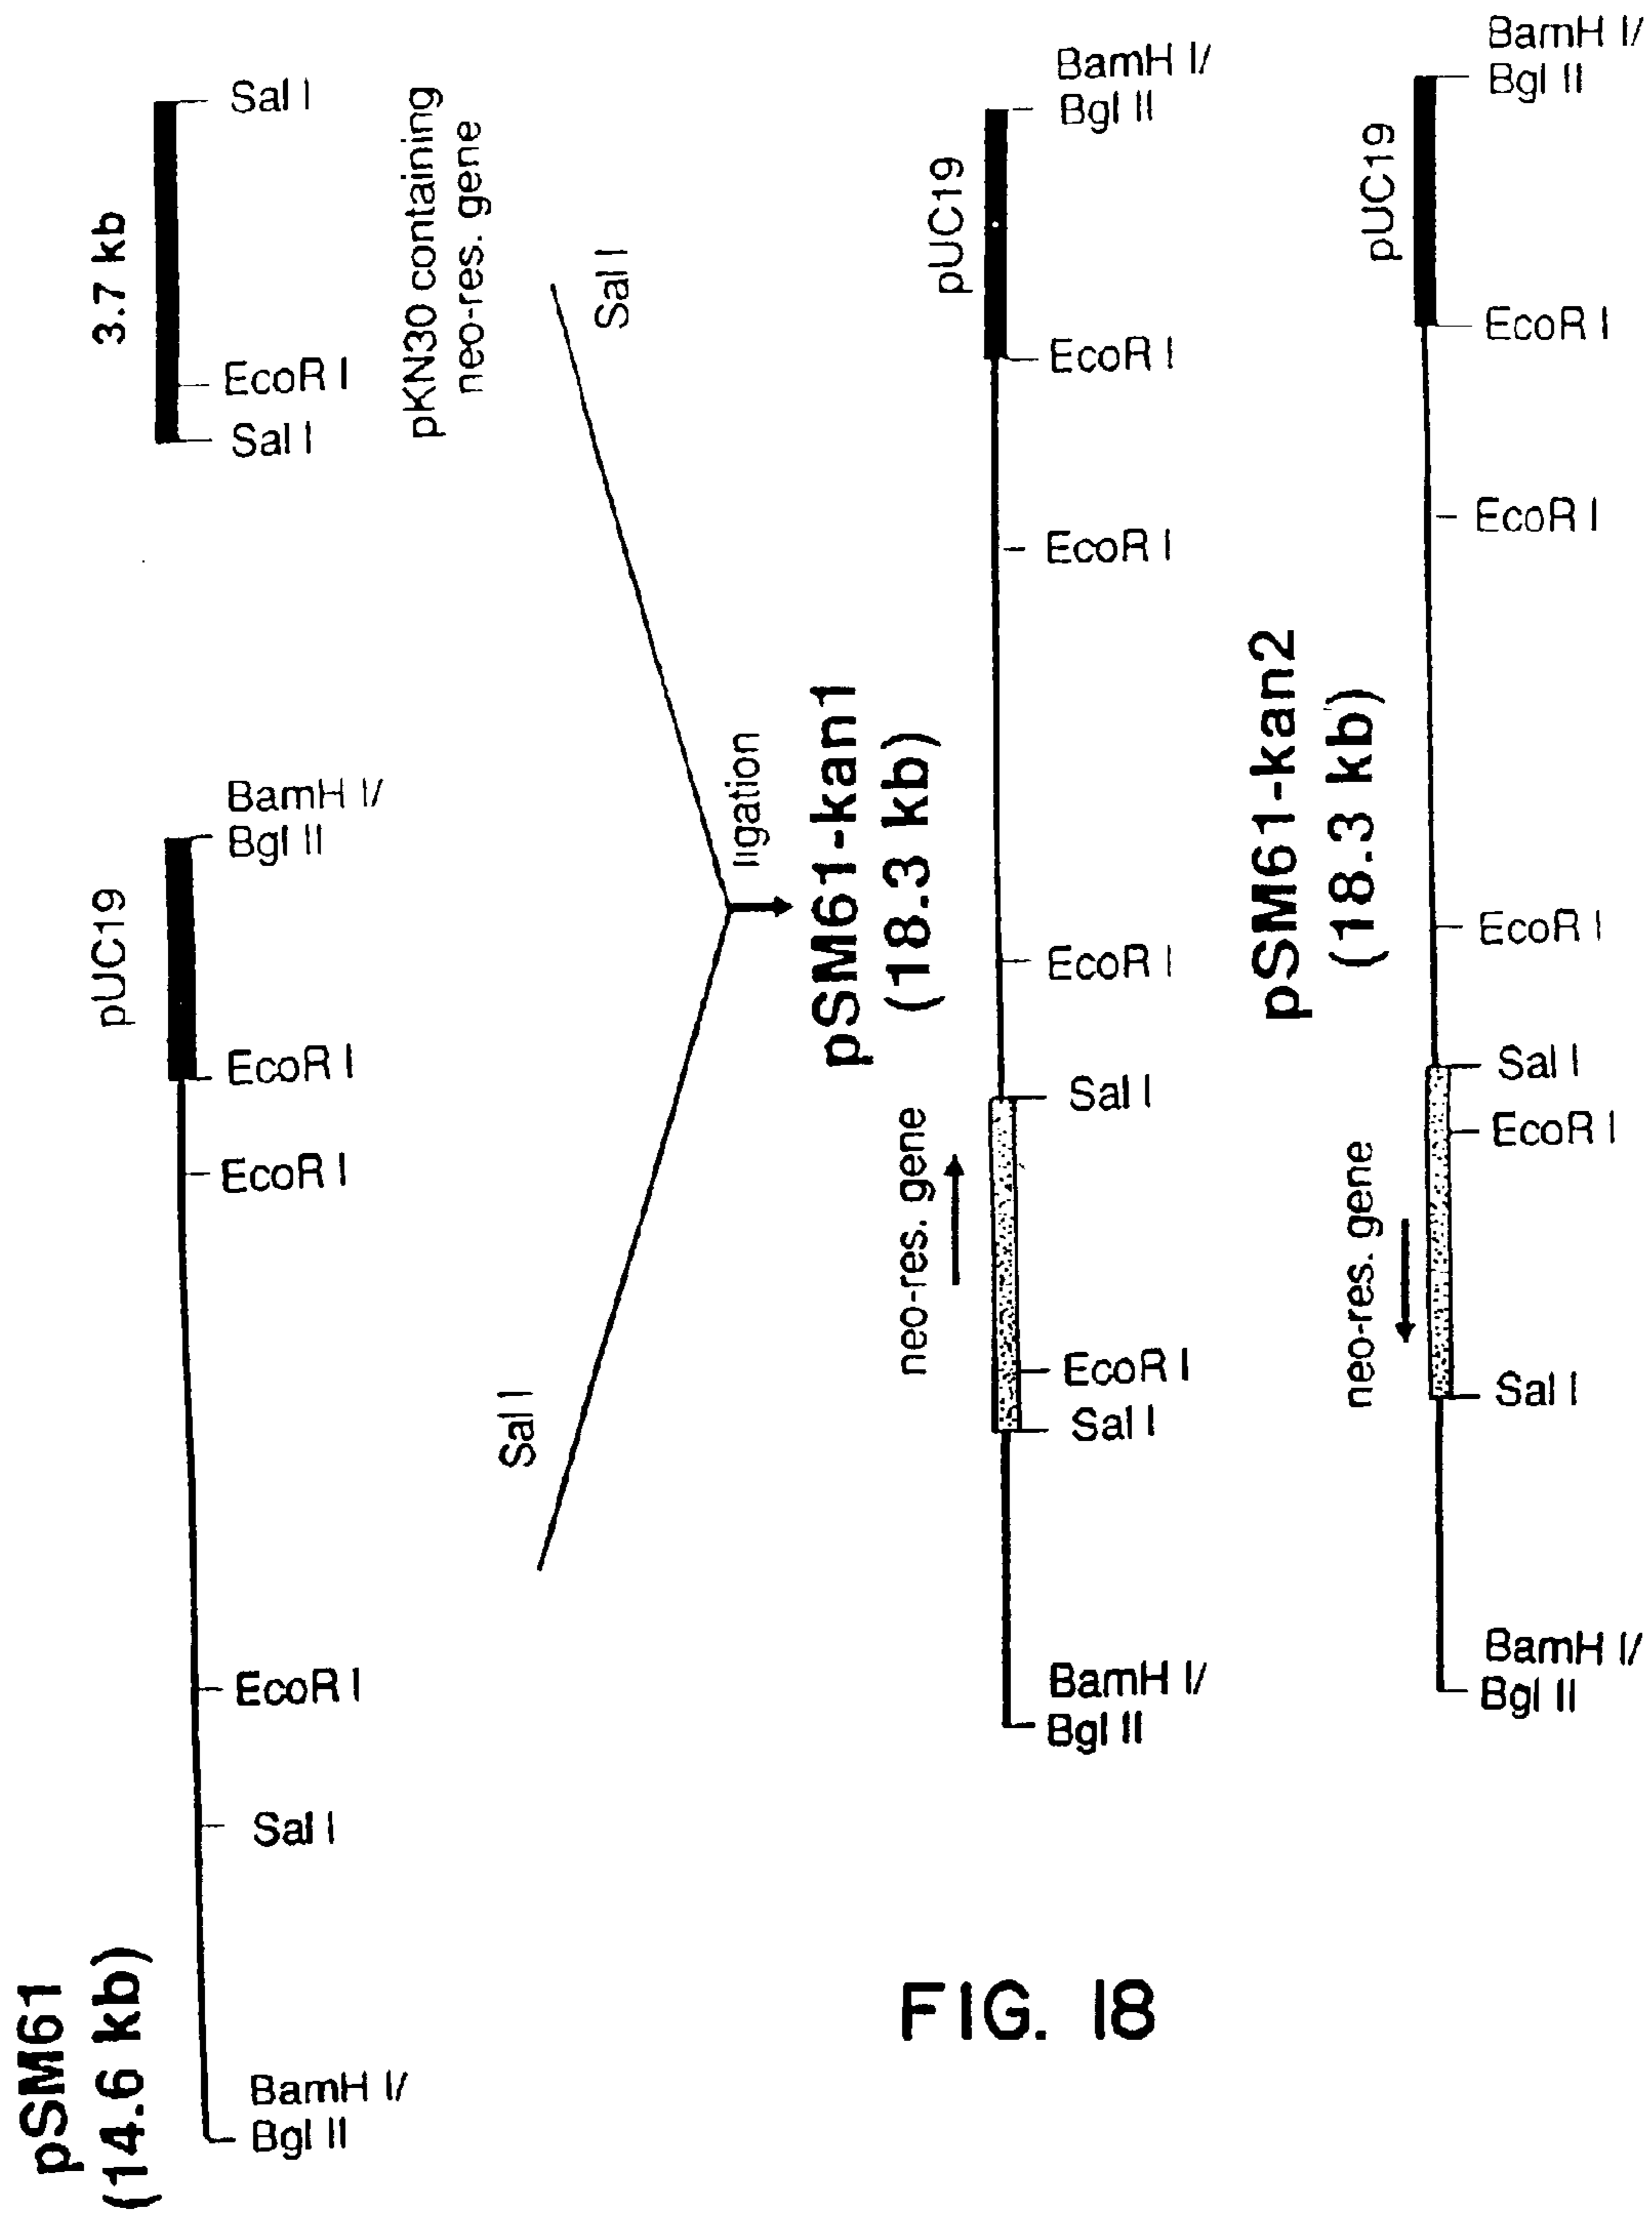 pSM61
(14.6 kb)
pUC19
BamH I/
Bgl II
Sal I
EcoR I
EcoR I
EcoR I
BamH I/
Bgl II
3.7 kb
Sal I
EcoR I
Sal I
pKN30 containing
neo-res. gene
Sal I
Sal I
ligation
pSM61-kan1
(18.3 kb)
neo-res. gene
pUC19
BamH I/
Bgl II
Sal I
EcoR I
Sal I
EcoR I
EcoR I
EcoR I
BamH I/
Bgl II
pSM61-kan2
(18.3 kb)
neo-res. gene
pUC19
BamH I/
Bgl II
Sal I
EcoR I
Sal I
EcoR I
EcoR I
EcoR I
BamH I/
Bgl II
FIG. 18